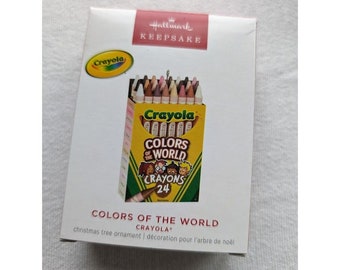 Hallmark
KEEPSAKE
Crayola
Crayola
COLORS
OF THE
WORLD
CRAYONS
24
COLORS OF THE WORLD
CRAYOLA®
christmas tree ornament | décoration pour l'arbre de noël